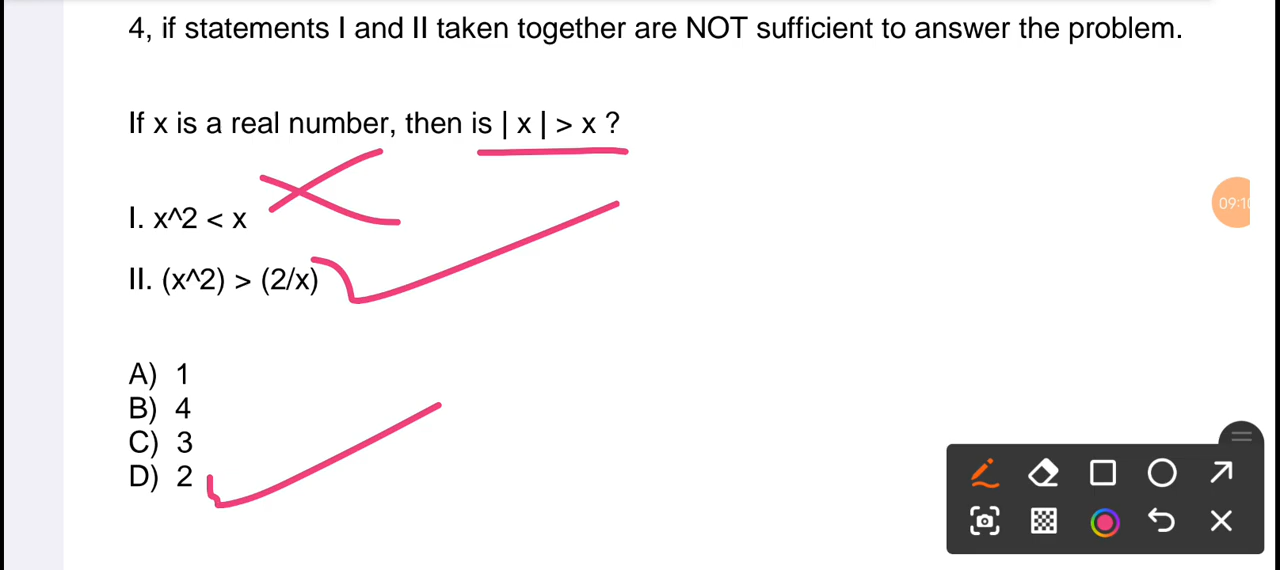 4, if statements I and II taken together are NOT sufficient to answer the problem.
If x is a real number, then is | x | > x ?
I. x^2 < x
II. (x^2) > (2/x)
A) 1
B) 4
C) 3
D) 2